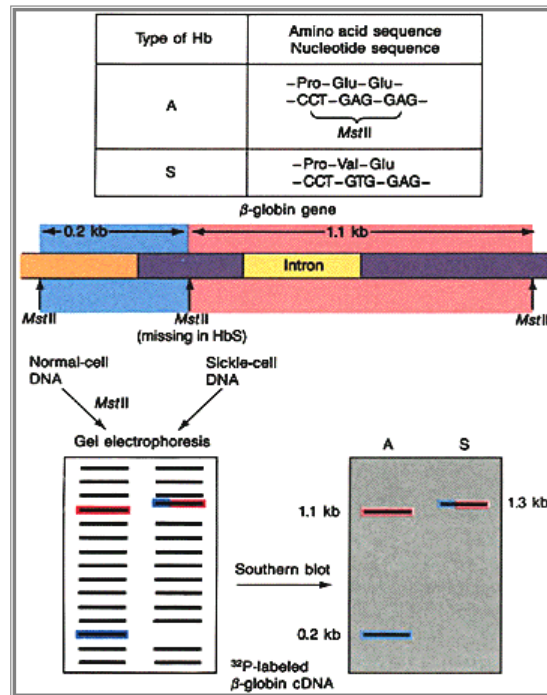 Type of Hb
Amino acid sequence
Nucleotide sequence
A
–Pro–Glu–Glu–
–CCT–GAG–GAG–
MstII
S
–Pro–Val–Glu
–CCT–GTG–GAG–
β-globin gene
0.2 kb
1.1 kb
Intron
MstII
MstII
(missing in HbS)
MstII
Normal-cell
DNA
Sickle-cell
DNA
MstII
Gel electrophoresis
A
S
1.1 kb
1.3 kb
Southern blot
0.2 kb
³²P-labeled
β-globin cDNA